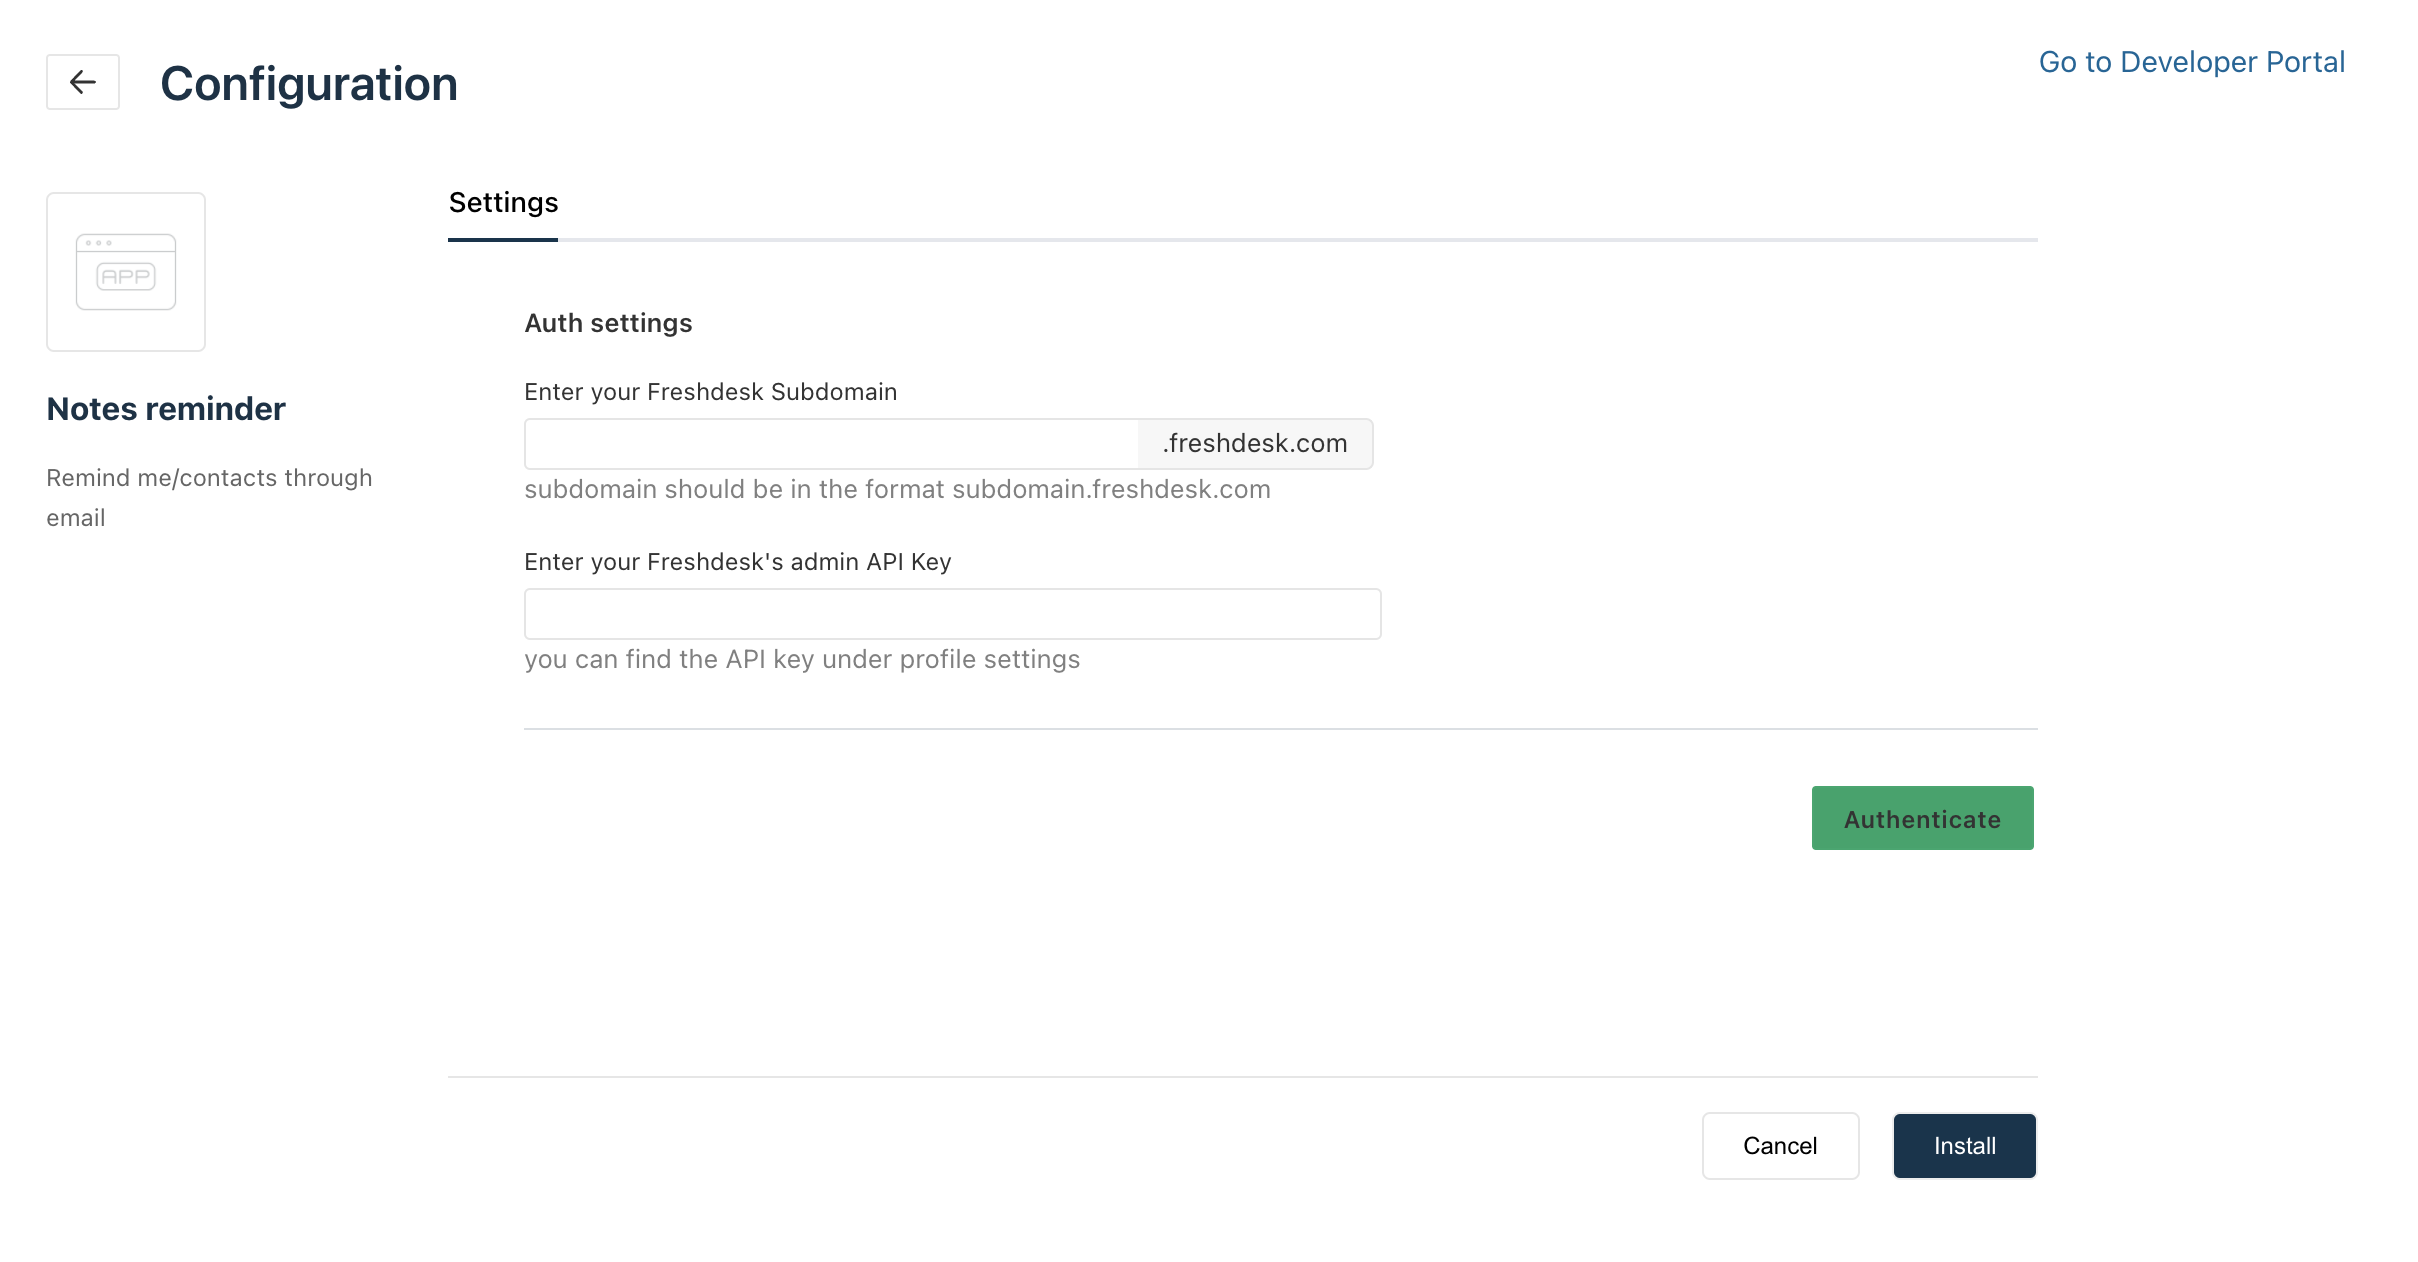 Configuration
Go to Developer Portal
APP
Notes reminder
Remind me/contacts through
email
Settings
Auth settings
Enter your Freshdesk Subdomain
.freshdesk.com
subdomain should be in the format subdomain.freshdesk.com
Enter your Freshdesk's admin API Key
you can find the API key under profile settings
Authenticate
Cancel
Install